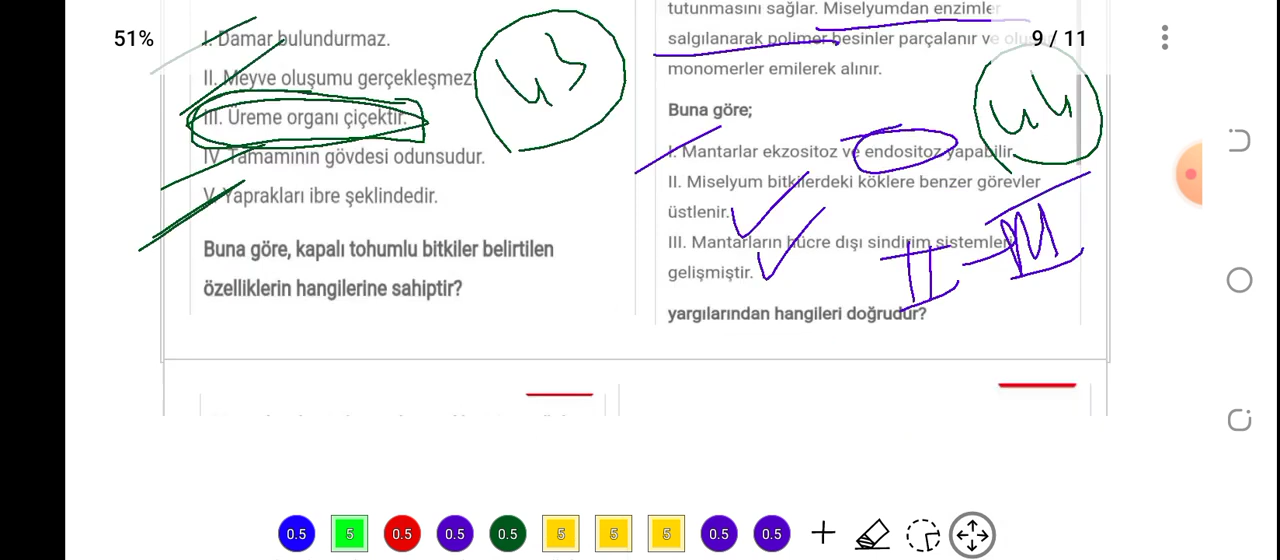 51%
I. Damar bulundurmaz.
II. Meyve oluşumu gerçekleşmez
III. Üreme organı çiçektir.
IV. Tamamının gövdesi odunsudur.
V. Yaprakları ibre şeklindedir.
Buna göre, kapalı tohumlu bitkiler belirtilen
özelliklerin hangilerine sahiptir?
43
tutunmasını sağlar. Miselyumdan enzimler
salgılanarak polimer besinler parçalanır ve
9 / 11
monomerler emilerek alınır.
44
Buna göre;
I. Mantarlar ekzositoz ve endositoz yapabilir.
II. Miselyum bitkilerdeki köklere benzer görevler
üstlenir.
III. Mantarların hücre dışı sindirim sistemleri
gelişmiştir.
II - III
yargılarından hangileri doğrudur?
0.5 5 0.5 0.5 0.5 5 5 5 0.5 0.5